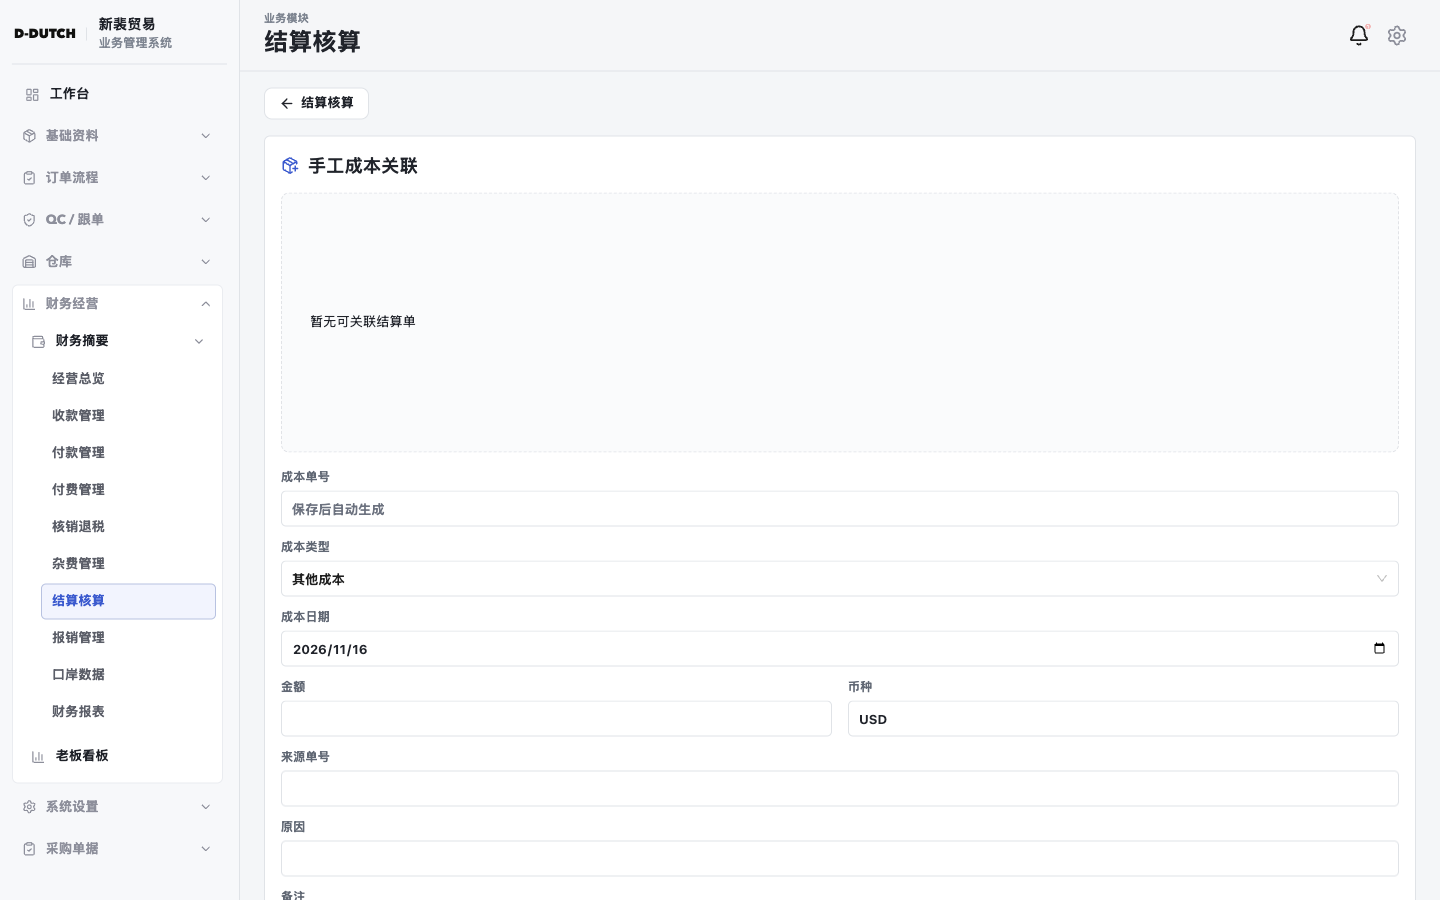 D-DUTCH
新裴贸易
业务管理系统
工作台
基础资料
订单流程
QC / 跟单
仓库
财务经营
财务摘要
经营总览
收款管理
付款管理
付费管理
核销退税
杂费管理
结算核算
报销管理
口岸数据
财务报表
老板看板
系统设置
采购单据
业务模块
结算核算
结算核算
手工成本关联
暂无可关联结算单
成本单号
保存后自动生成
成本类型
其他成本
成本日期
2026/11/16
金额
币种
USD
来源单号
原因
备注